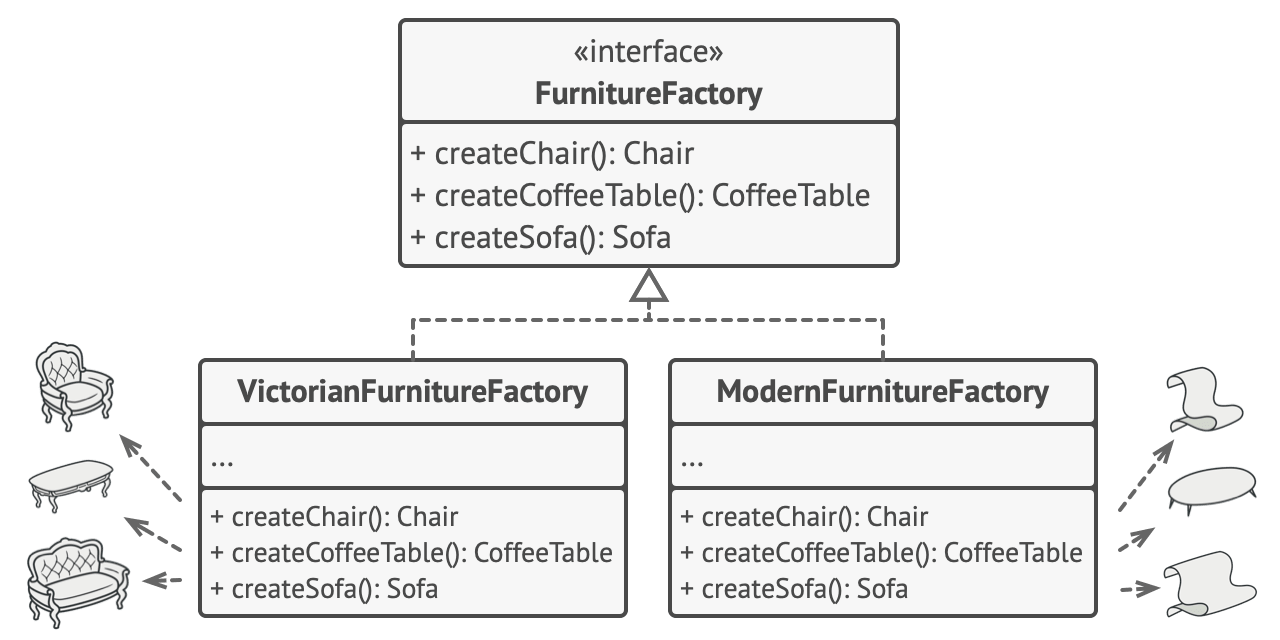 «interface»
FurnitureFactory
+ createChair(): Chair
+ createCoffeeTable(): CoffeeTable
+ createSofa(): Sofa
VictorianFurnitureFactory
...
+ createChair(): Chair
+ createCoffeeTable(): CoffeeTable
+ createSofa(): Sofa
ModernFurnitureFactory
...
+ createChair(): Chair
+ createCoffeeTable(): CoffeeTable
+ createSofa(): Sofa